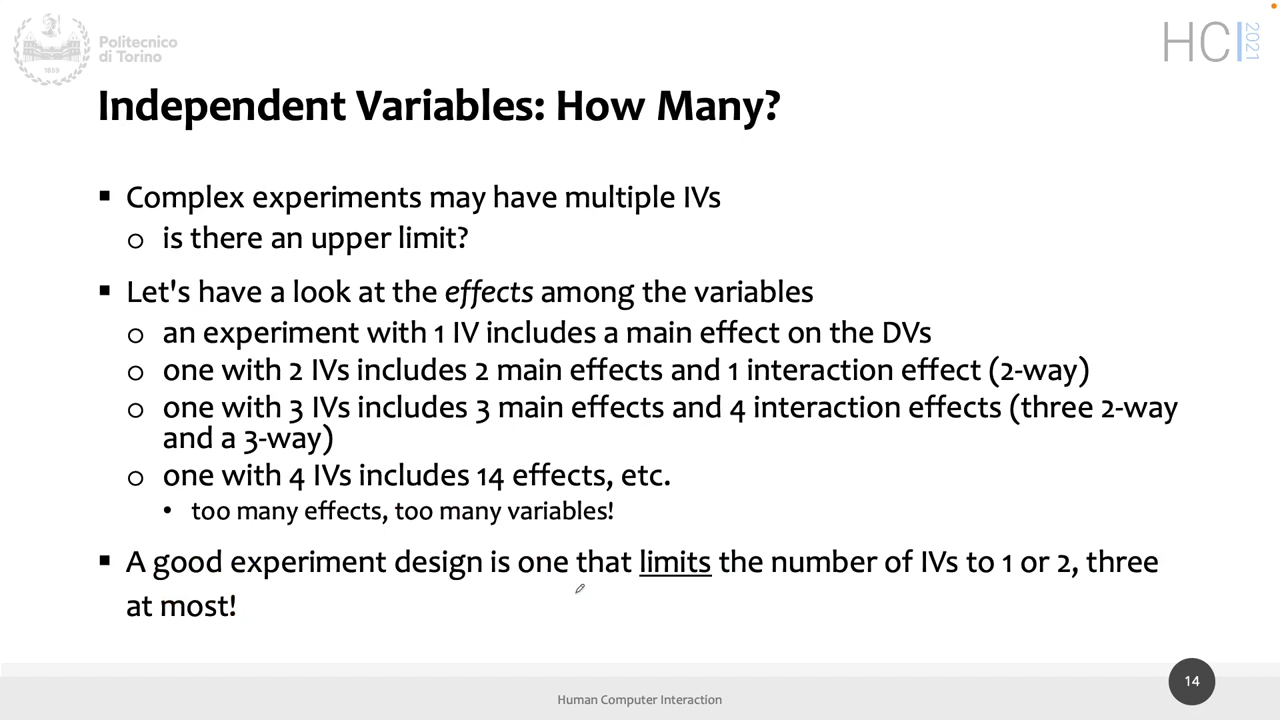 Politecnico
di Torino
1859
HCI 2021
Independent Variables: How Many?
▪ Complex experiments may have multiple IVs
o is there an upper limit?
▪ Let's have a look at the effects among the variables
o an experiment with 1 IV includes a main effect on the DVs
o one with 2 IVs includes 2 main effects and 1 interaction effect (2-way)
o one with 3 IVs includes 3 main effects and 4 interaction effects (three 2-way
and a 3-way)
o one with 4 IVs includes 14 effects, etc.
• too many effects, too many variables!
▪ A good experiment design is one that limits the number of IVs to 1 or 2, three
at most!
Human Computer Interaction
14